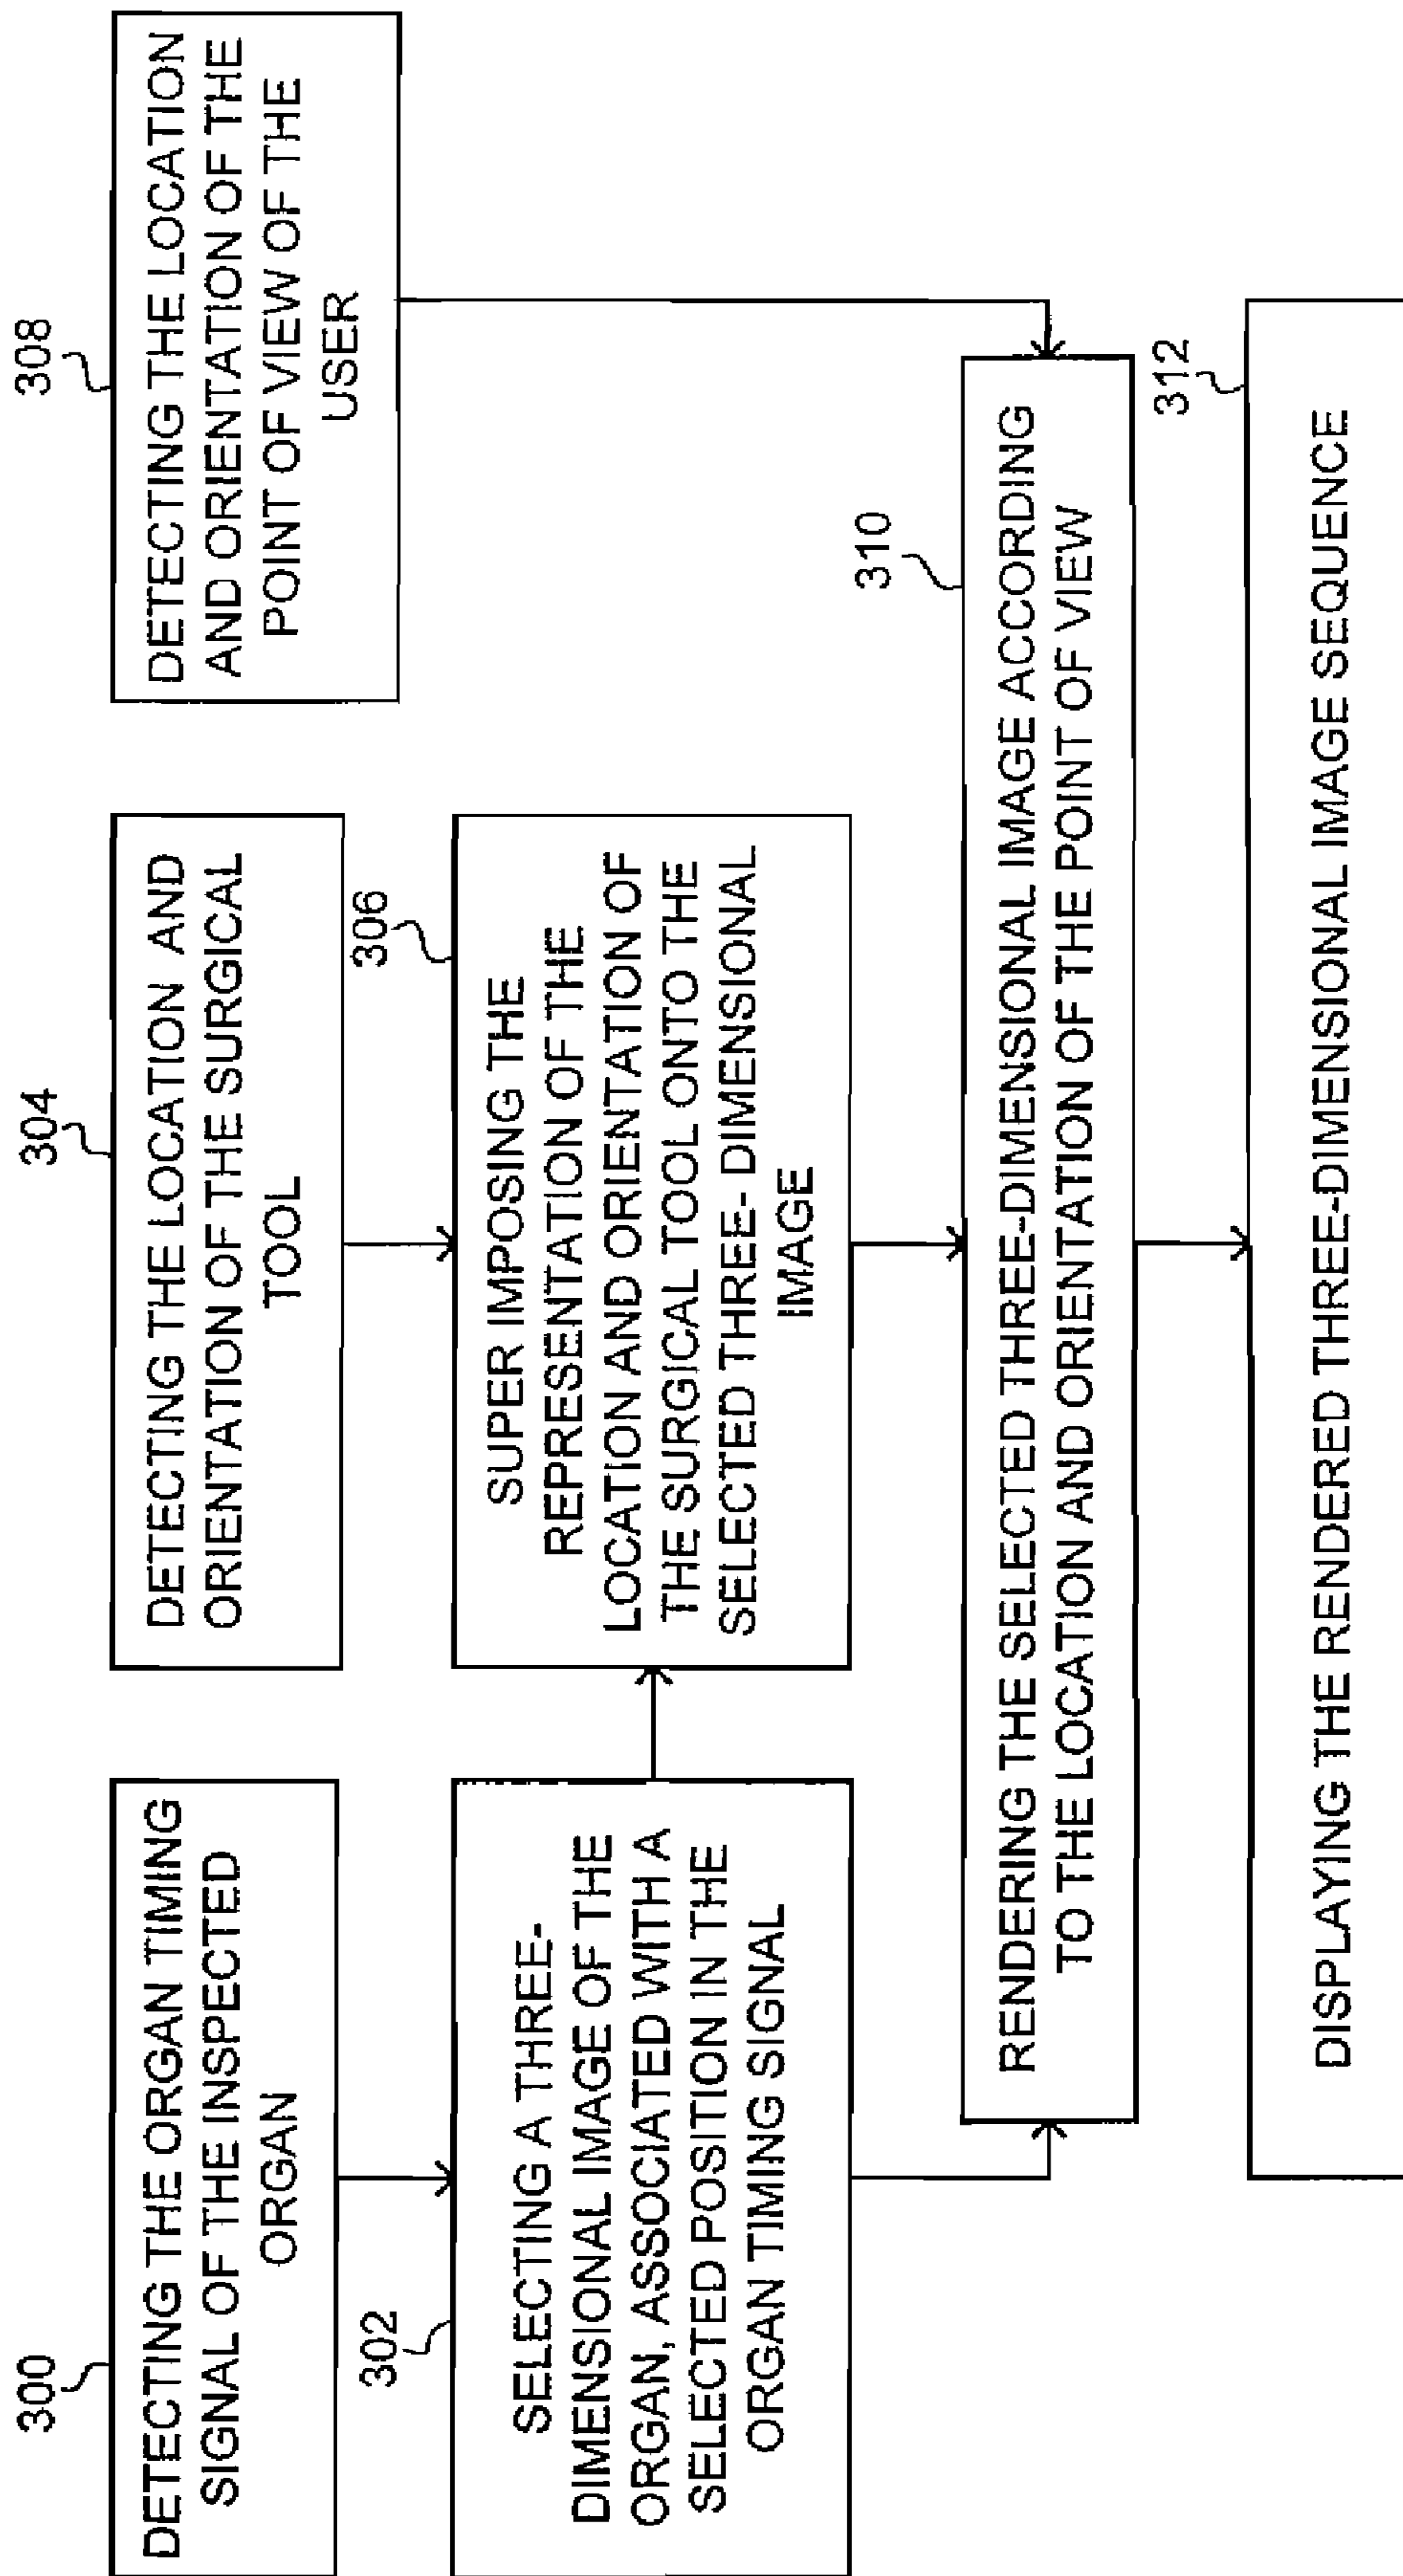 300
DETECTING THE ORGAN TIMING
SIGNAL OF THE INSPECTED
ORGAN
304
DETECTING THE LOCATION AND
ORIENTATION OF THE SURGICAL
TOOL
308
DETECTING THE LOCATION
AND ORIENTATION OF THE
POINT OF VIEW OF THE
USER
302
SELECTING A THREE-
DIMENSIONAL IMAGE OF THE
ORGAN, ASSOCIATED WITH A
SELECTED POSITION IN THE
ORGAN TIMING SIGNAL
306
SUPER IMPOSING THE
REPRESENTATION OF THE
LOCATION AND ORIENTATION OF
THE SURGICAL TOOL ONTO THE
SELECTED THREE- DIMENSIONAL
IMAGE
310
RENDERING THE SELECTED THREE-DIMENSIONAL IMAGE ACCORDING
TO THE LOCATION AND ORIENTATION OF THE POINT OF VIEW
312
DISPLAYING THE RENDERED THREE-DIMENSIONAL IMAGE SEQUENCE